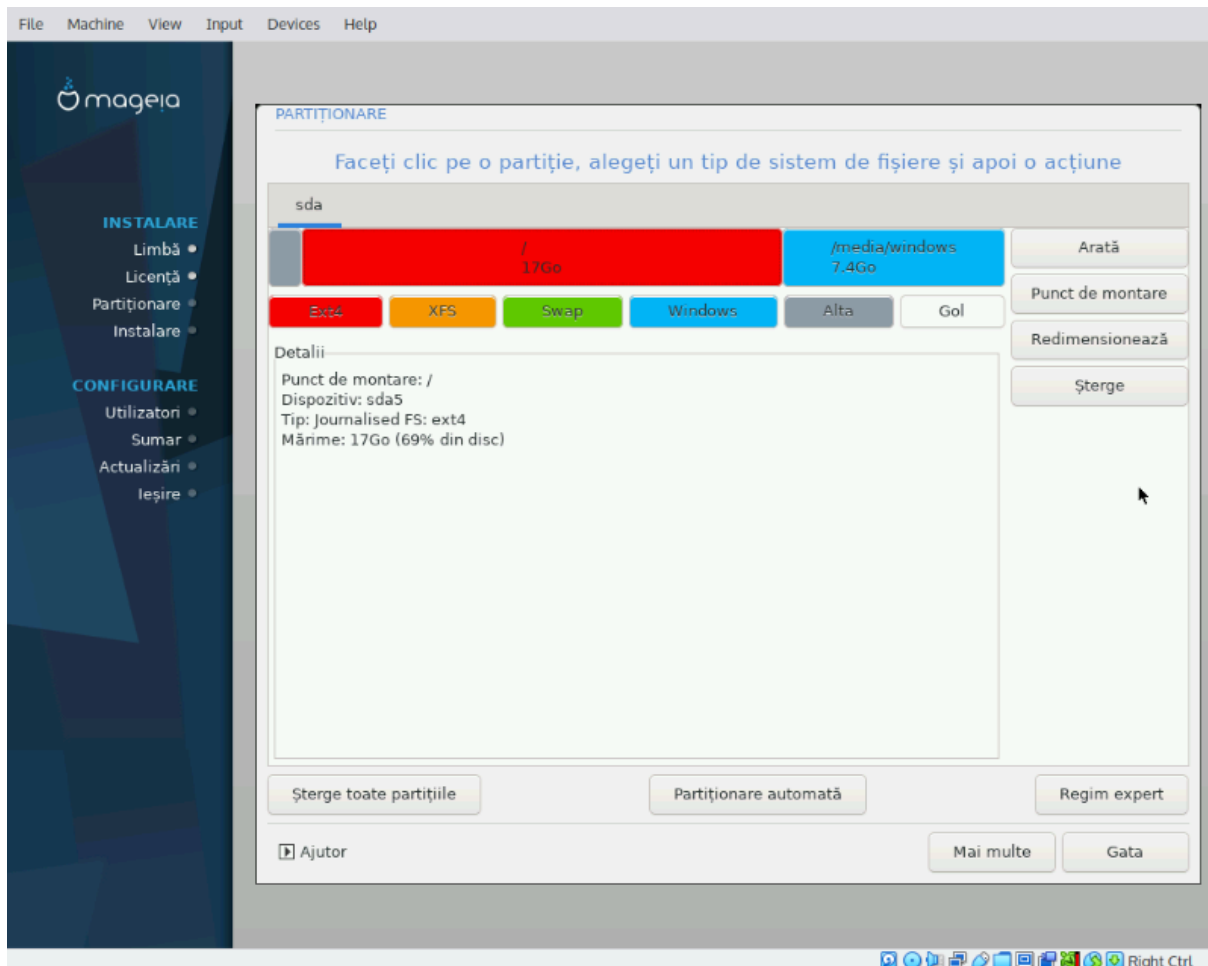 File Machine View Input Devices Help
mageia
INSTALARE
Limbă
Licență
Partiționare
Instalare
CONFIGURARE
Utilizatori
Sumar
Actualizări
Ieșire
PARTIȚIONARE
Faceți clic pe o partiție, alegeți un tip de sistem de fișiere și apoi o acțiune
sda
/
17Go
/media/windows
7.4Go
Ext4 XFS Swap Windows Alta Gol
Arată
Punct de montare
Redimensionează
Șterge
Detalii
Punct de montare: /
Dispozitiv: sda5
Tip: Journalised FS: ext4
Mărime: 17Go (69% din disc)
Șterge toate partițiile Partiționare automată Regim expert
Ajutor Mai multe Gata
Right Ctrl